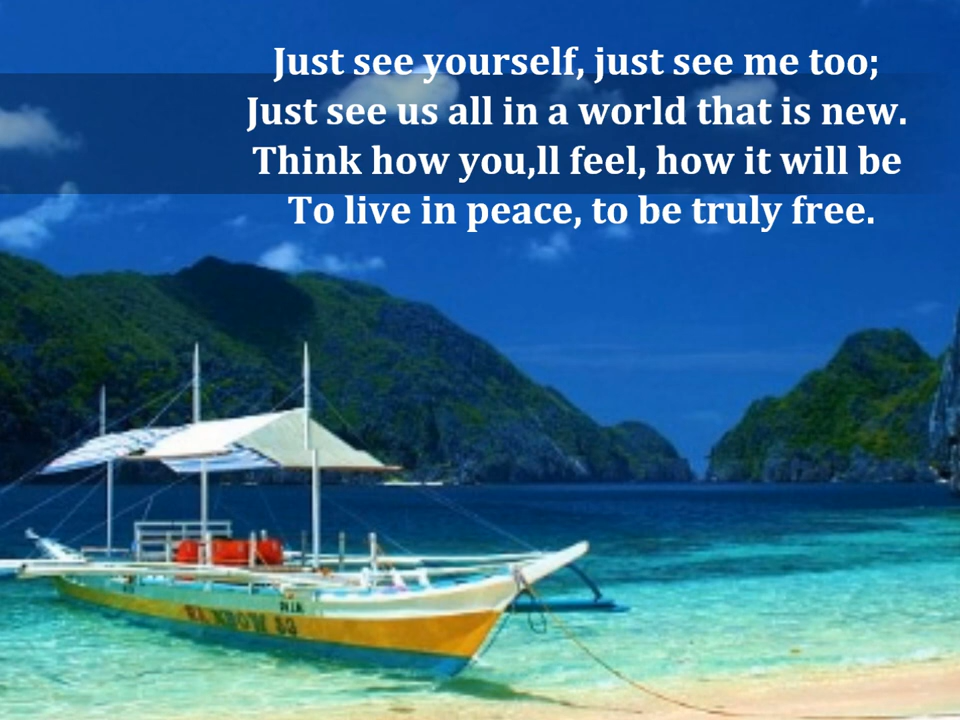 Just see yourself, just see me too;
Just see us all in a world that is new.
Think how you,ll feel, how it will be
To live in peace, to be truly free.
33